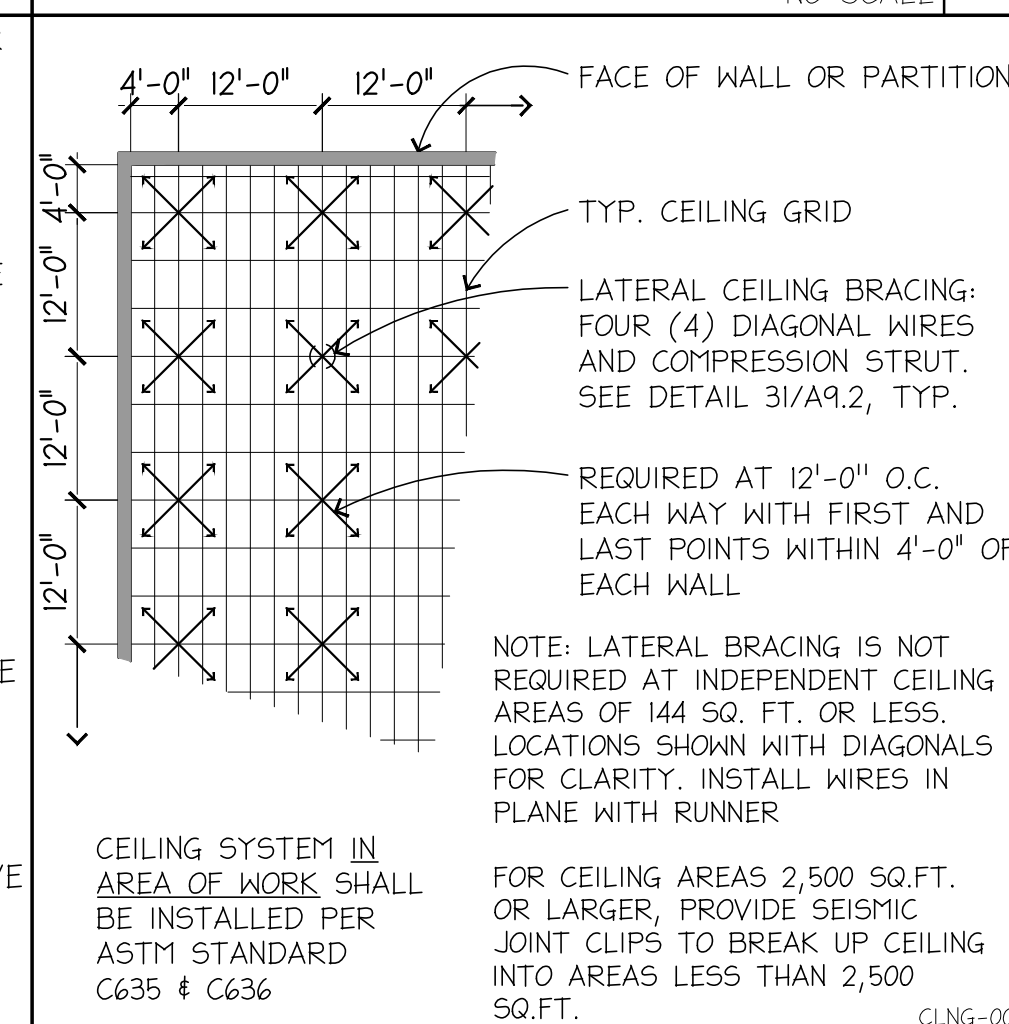 4'-0" 12'-0" 12'-0"
FACE OF WALL OR PARTITION
4'-0"
12'-0"
12'-0"
12'-0"
TYP. CEILING GRID
LATERAL CEILING BRACING:
FOUR (4) DIAGONAL WIRES
AND COMPRESSION STRUT.
SEE DETAIL 31/A9.2, TYP.
REQUIRED AT 12'-0" O.C.
EACH WAY WITH FIRST AND
LAST POINTS WITHIN 4'-0" OF
EACH WALL
NOTE: LATERAL BRACING IS NOT
REQUIRED AT INDEPENDENT CEILING
AREAS OF 144 SQ. FT. OR LESS.
LOCATIONS SHOWN WITH DIAGONALS
FOR CLARITY. INSTALL WIRES IN
PLANE WITH RUNNER
CEILING SYSTEM IN
AREA OF WORK SHALL
BE INSTALLED PER
ASTM STANDARD
C635 & C636
FOR CEILING AREAS 2,500 SQ.FT.
OR LARGER, PROVIDE SEISMIC
JOINT CLIPS TO BREAK UP CEILING
INTO AREAS LESS THAN 2,500
SQ.FT.